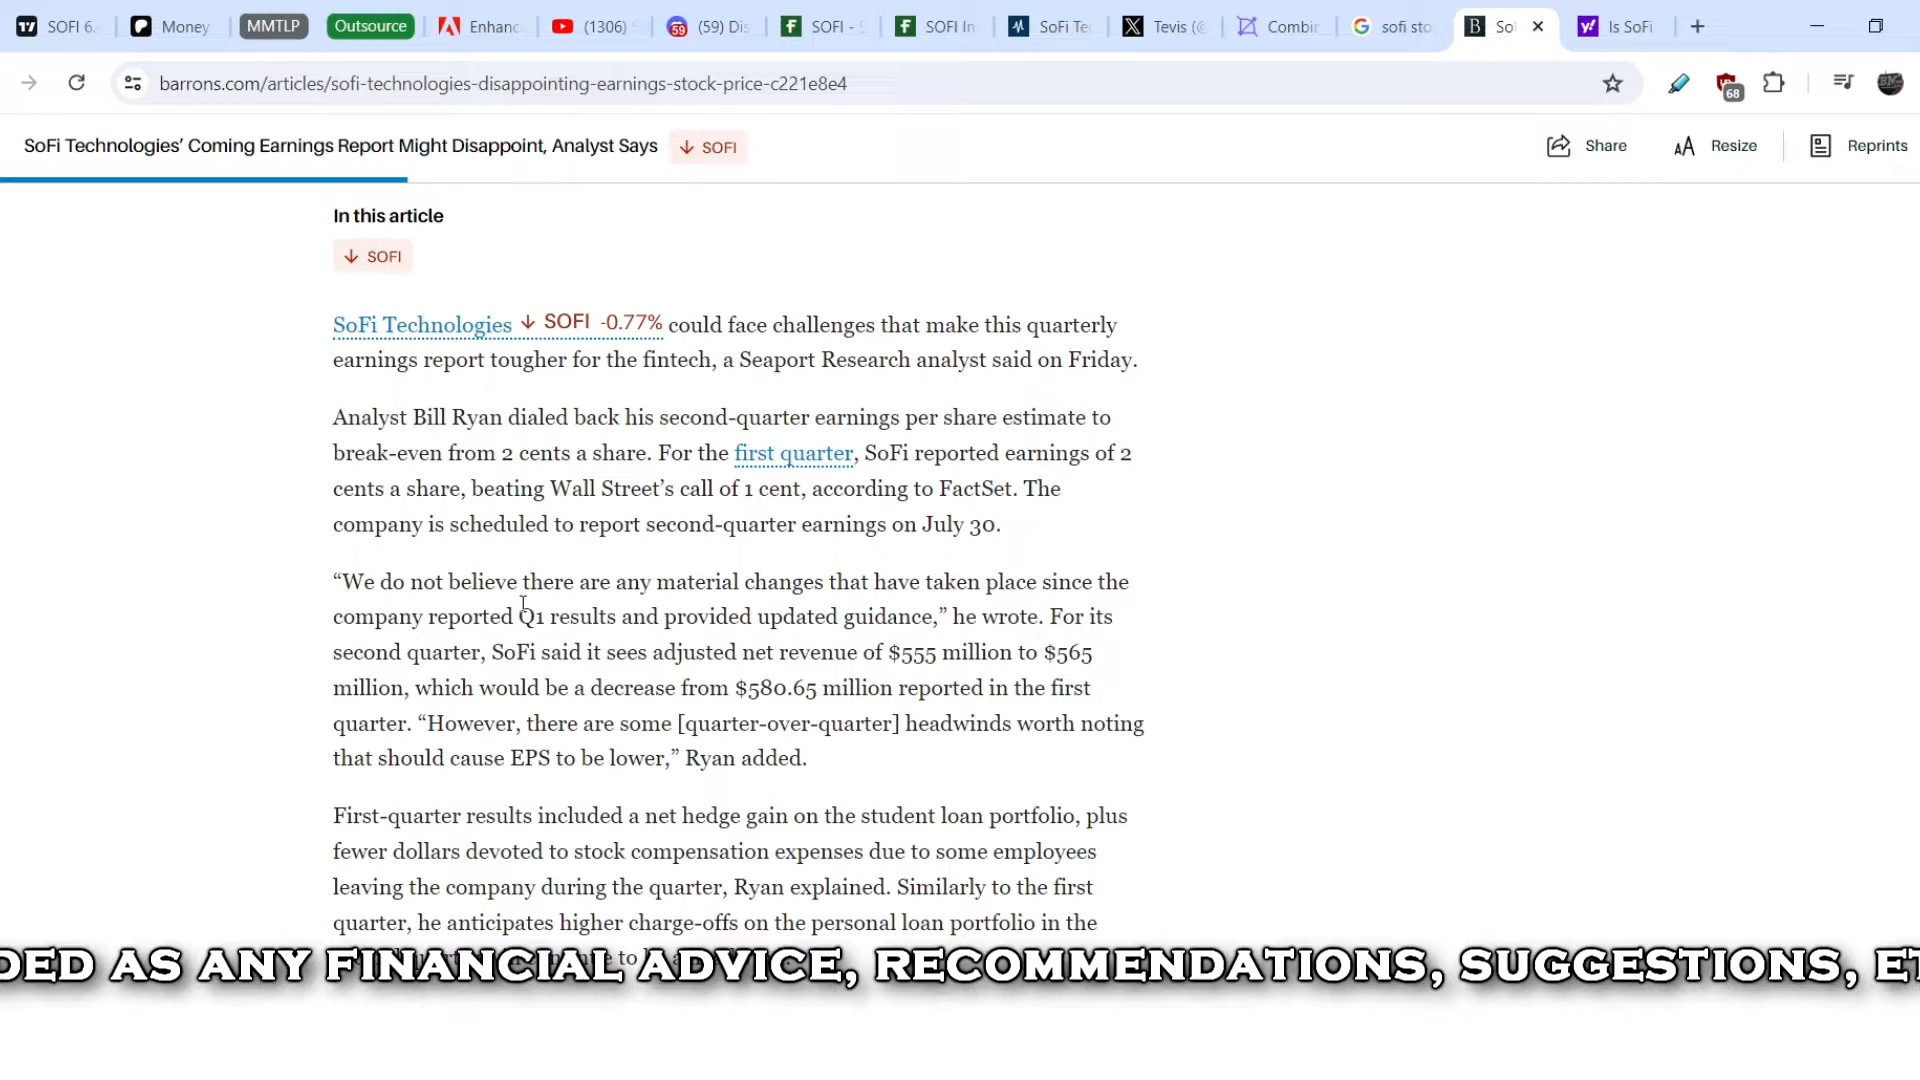 SOFI 6.
Money
MMTLP
Outsource
Enhanc
(1306)
(59) Dis
SOFI -
SOFI In
SoFi Te
Tevis (@
Combin
sofi sto
Is SoFi
barrons.com/articles/sofi-technologies-disappointing-earnings-stock-price-c221e8e4
68
SoFi Technologies’ Coming Earnings Report Might Disappoint, Analyst Says
SOFI
Share
Resize
Reprints
In this article
SOFI
SoFi Technologies SOFI -0.77% could face challenges that make this quarterly
earnings report tougher for the fintech, a Seaport Research analyst said on Friday.
Analyst Bill Ryan dialed back his second-quarter earnings per share estimate to
break-even from 2 cents a share. For the first quarter, SoFi reported earnings of 2
cents a share, beating Wall Street’s call of 1 cent, according to FactSet. The
company is scheduled to report second-quarter earnings on July 30.
“We do not believe there are any material changes that have taken place since the
company reported Q1 results and provided updated guidance,” he wrote. For its
second quarter, SoFi said it sees adjusted net revenue of $555 million to $565
million, which would be a decrease from $580.65 million reported in the first
quarter. “However, there are some [quarter-over-quarter] headwinds worth noting
that should cause EPS to be lower,” Ryan added.
First-quarter results included a net hedge gain on the student loan portfolio, plus
fewer dollars devoted to stock compensation expenses due to some employees
leaving the company during the quarter, Ryan explained. Similarly to the first
quarter, he anticipates higher charge-offs on the personal loan portfolio in the
DED AS ANY FINANCIAL ADVICE, RECOMMENDATIONS, SUGGESTIONS, ET